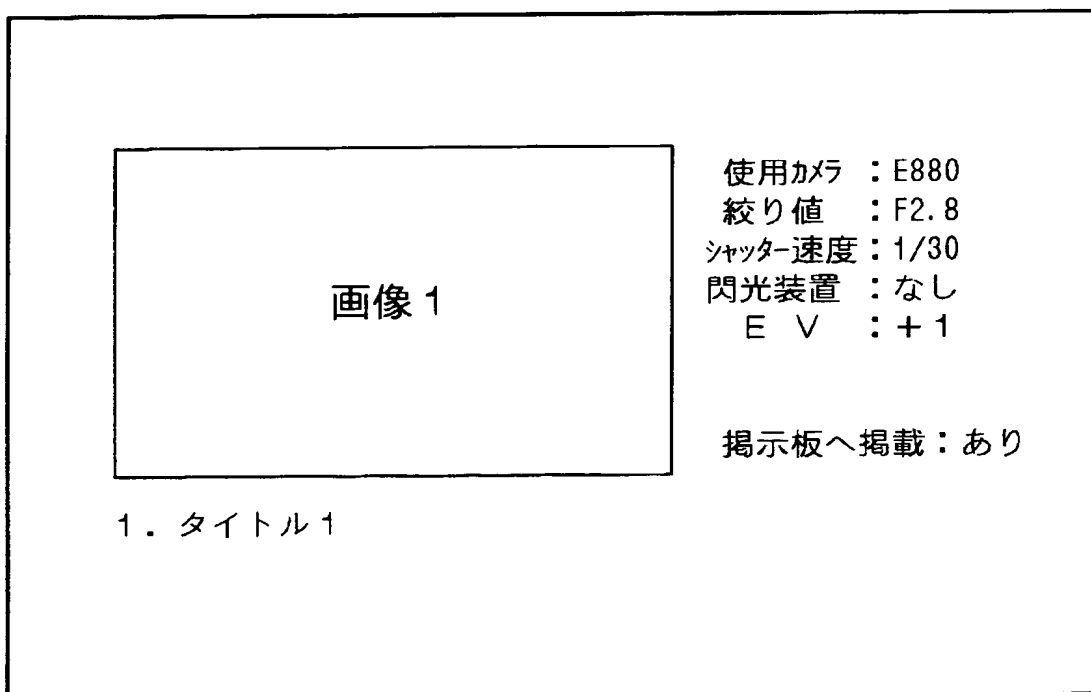 画像1
使用カメラ :E880
絞り値 :F2.8
シャッター速度:1/30
閃光装置 :なし
E V :+1
掲示板へ掲載:あり
1.タイトル1